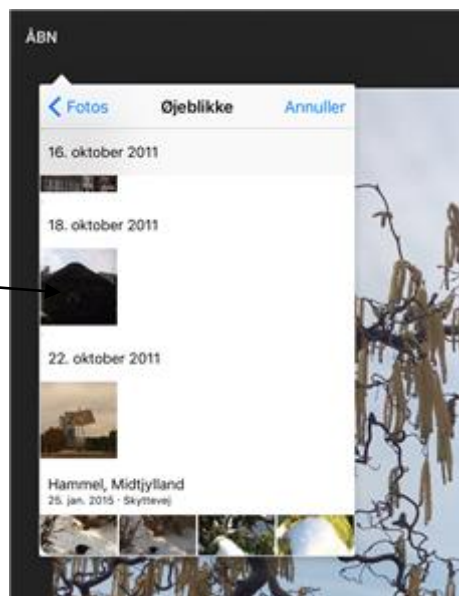 ÅBN
Fotos Øjeblikke Annuller
16. oktober 2011
18. oktober 2011
22. oktober 2011
Hammel, Midtjylland
25. jan. 2015 · Skyttevej